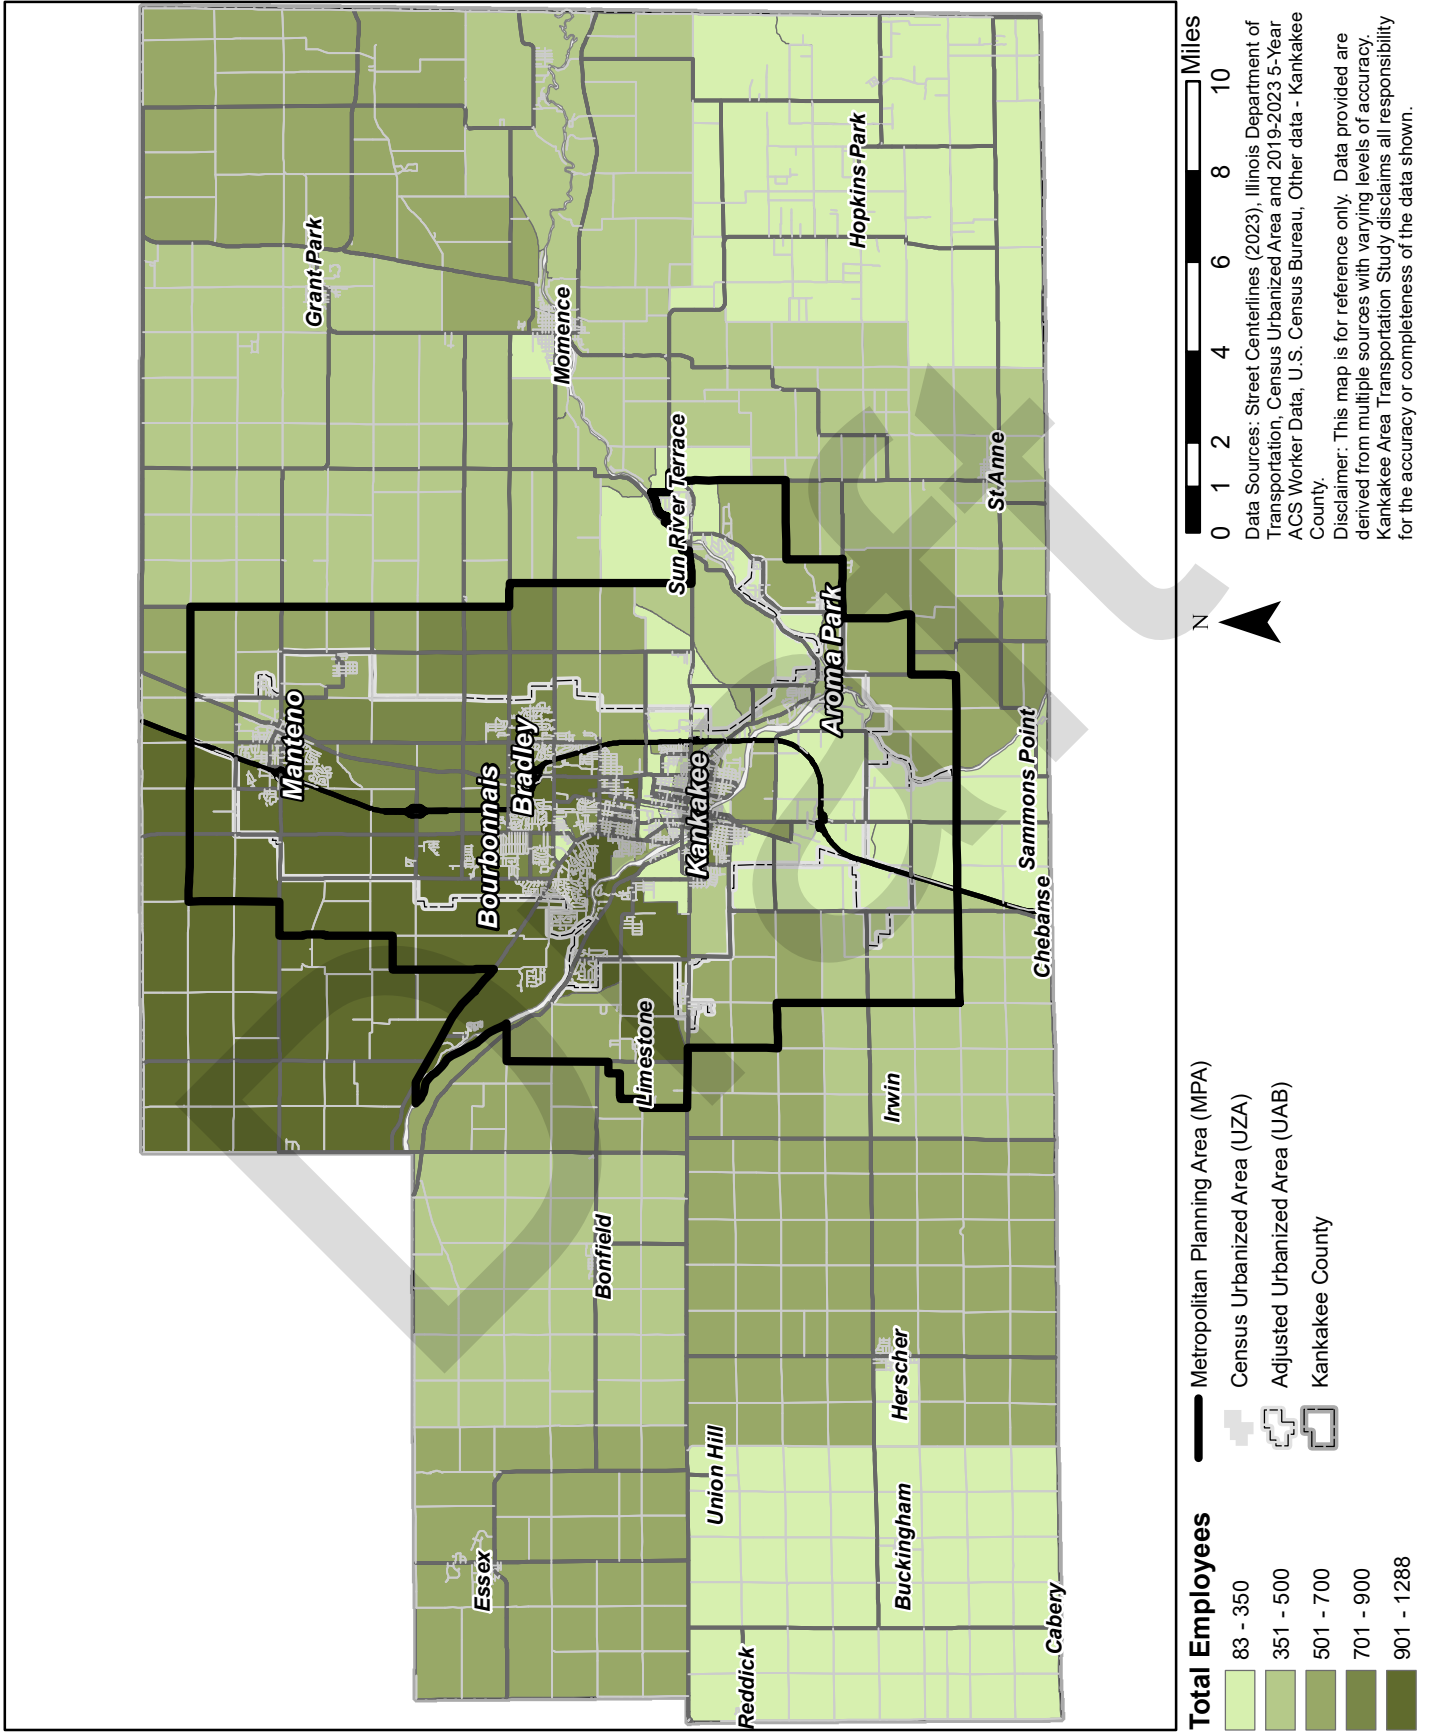 Grant Park
Momence
Hopkins Park
Sun River Terrace
St Anne
Manteno
Bradley
Bourbonnais
Aroma Park
Kankakee
Sammons Point
Chebanse
Limestone
Irwin
Bonfield
Herscher
Union Hill
Buckingham
Essex
Cabery
Reddick
Draft
Total Employees
83 - 350
351 - 500
501 - 700
701 - 900
901 - 1288
Metropolitan Planning Area (MPA)
Census Urbanized Area (UZA)
Adjusted Urbanized Area (UAB)
Kankakee County
N
0 1 2 4 6 8 10
Miles
Data Sources: Street Centerlines (2023), Illinois Department of
Transportation, Census Urbanized Area and 2019-2023 5-Year
ACS Worker Data, U.S. Census Bureau, Other data - Kankakee
County.
Disclaimer: This map is for reference only. Data provided are
derived from multiple sources with varying levels of accuracy.
Kankakee Area Transportation Study disclaims all responsibility
for the accuracy or completeness of the data shown.